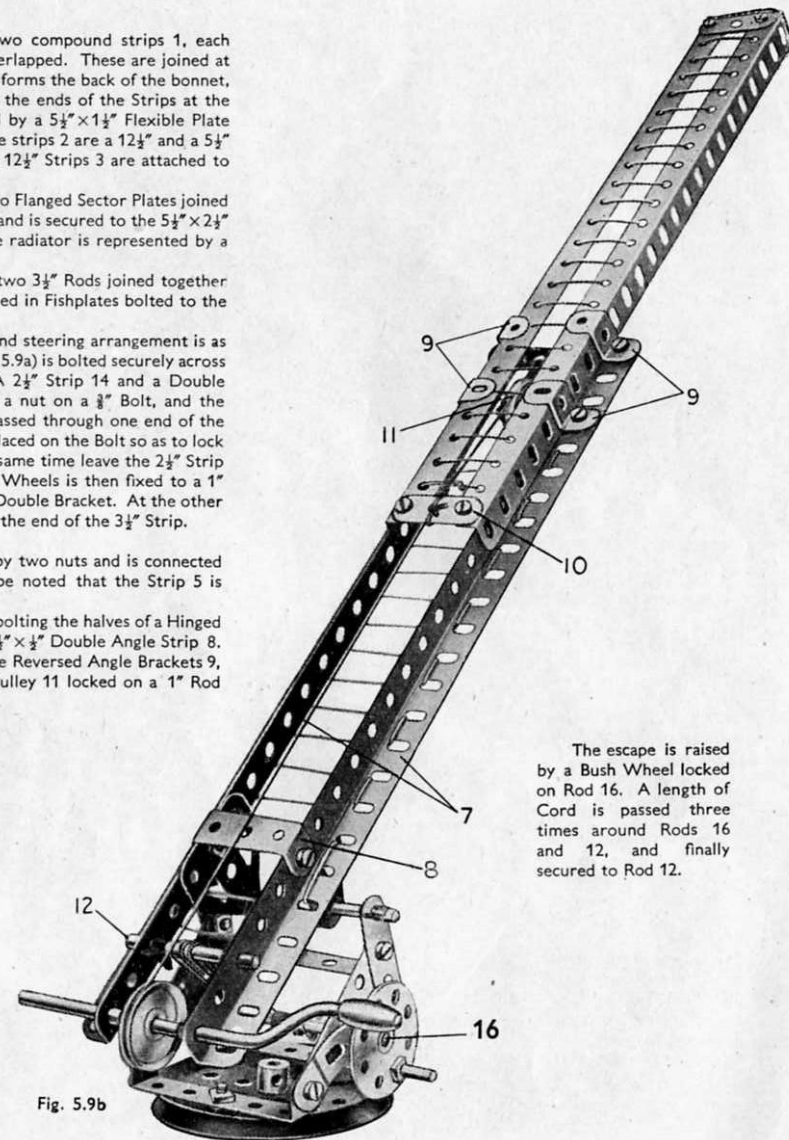 wo compound strips 1, each
erlapped. These are joined at
forms the back of the bonnet,
the ends of the Strips at the
by a 5½″×1½″ Flexible Plate
e strips 2 are a 12½″ and a 5½″
12½″ Strips 3 are attached to
o Flanged Sector Plates joined
and is secured to the 5½″×2½″
e radiator is represented by a
two 3½″ Rods joined together
ed in Fishplates bolted to the
nd steering arrangement is as
5.9a) is bolted securely across
A 2½″ Strip 14 and a Double
a nut on a ⅜″ Bolt, and the
assed through one end of the
laced on the Bolt so as to lock
same time leave the 2½″ Strip
Wheels is then fixed to a 1″
Double Bracket. At the other
the end of the 3½″ Strip.
by two nuts and is connected
be noted that the Strip 5 is
bolting the halves of a Hinged
½″×½″ Double Angle Strip 8.
e Reversed Angle Brackets 9,
ulley 11 locked on a 1″ Rod
9
9
11
10
7
8
12
16
The escape is raised
by a Bush Wheel locked
on Rod 16. A length of
Cord is passed three
times around Rods 16
and 12, and finally
secured to Rod 12.
Fig. 5.9b